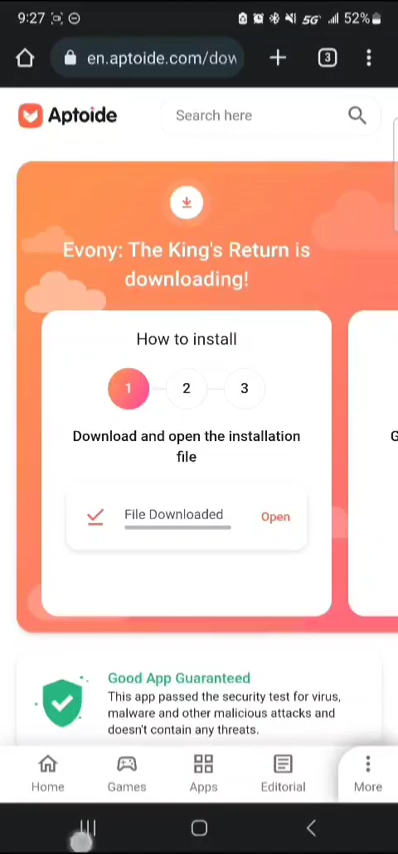 9:27
5G
52%
en.aptoide.com/dow
3
Aptoide
Search here
Evony: The King's Return is
downloading!
How to install
1
2
3
Download and open the installation
file
G
File Downloaded
Open
Good App Guaranteed
This app passed the security test for virus,
malware and other malicious attacks and
doesn't contain any threats.
Home
Games
Apps
Editorial
More